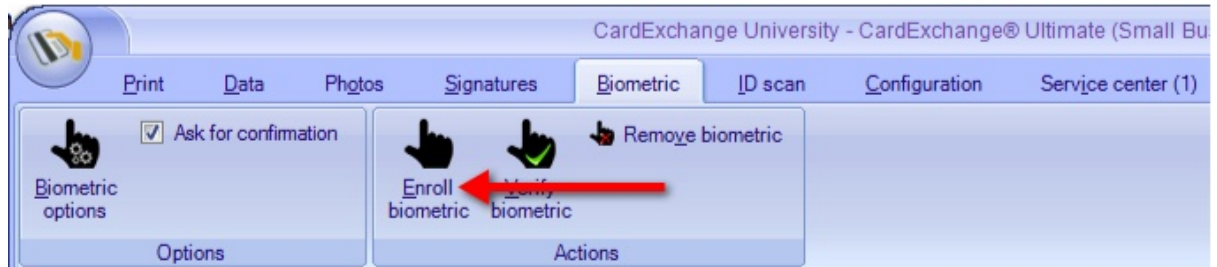 CardExchange University - CardExchange® Ultimate (Small Bu
Print Data Photos Signatures Biometric ID scan Configuration Service center (1)
Biometric options
Ask for confirmation
Options
Enroll biometric
Verify biometric
Remove biometric
Actions